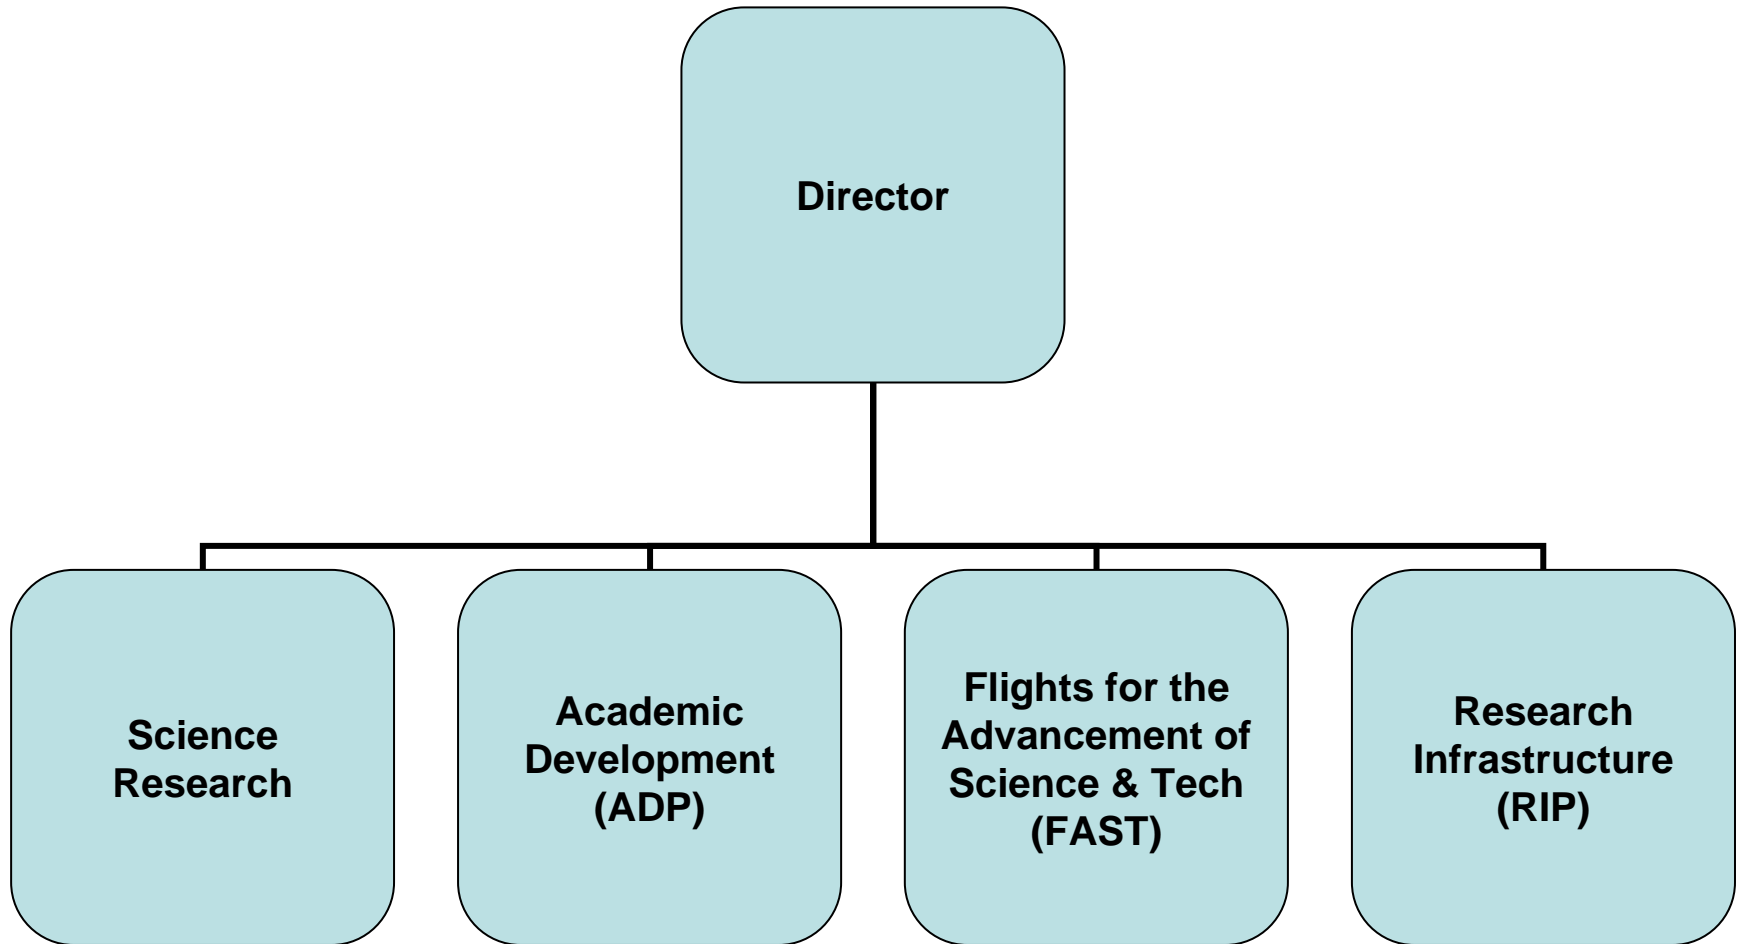 Director
Science
Research
Academic
Development
(ADP)
Flights for the
Advancement of
Science & Tech
(FAST)
Research
Infrastructure
(RIP)